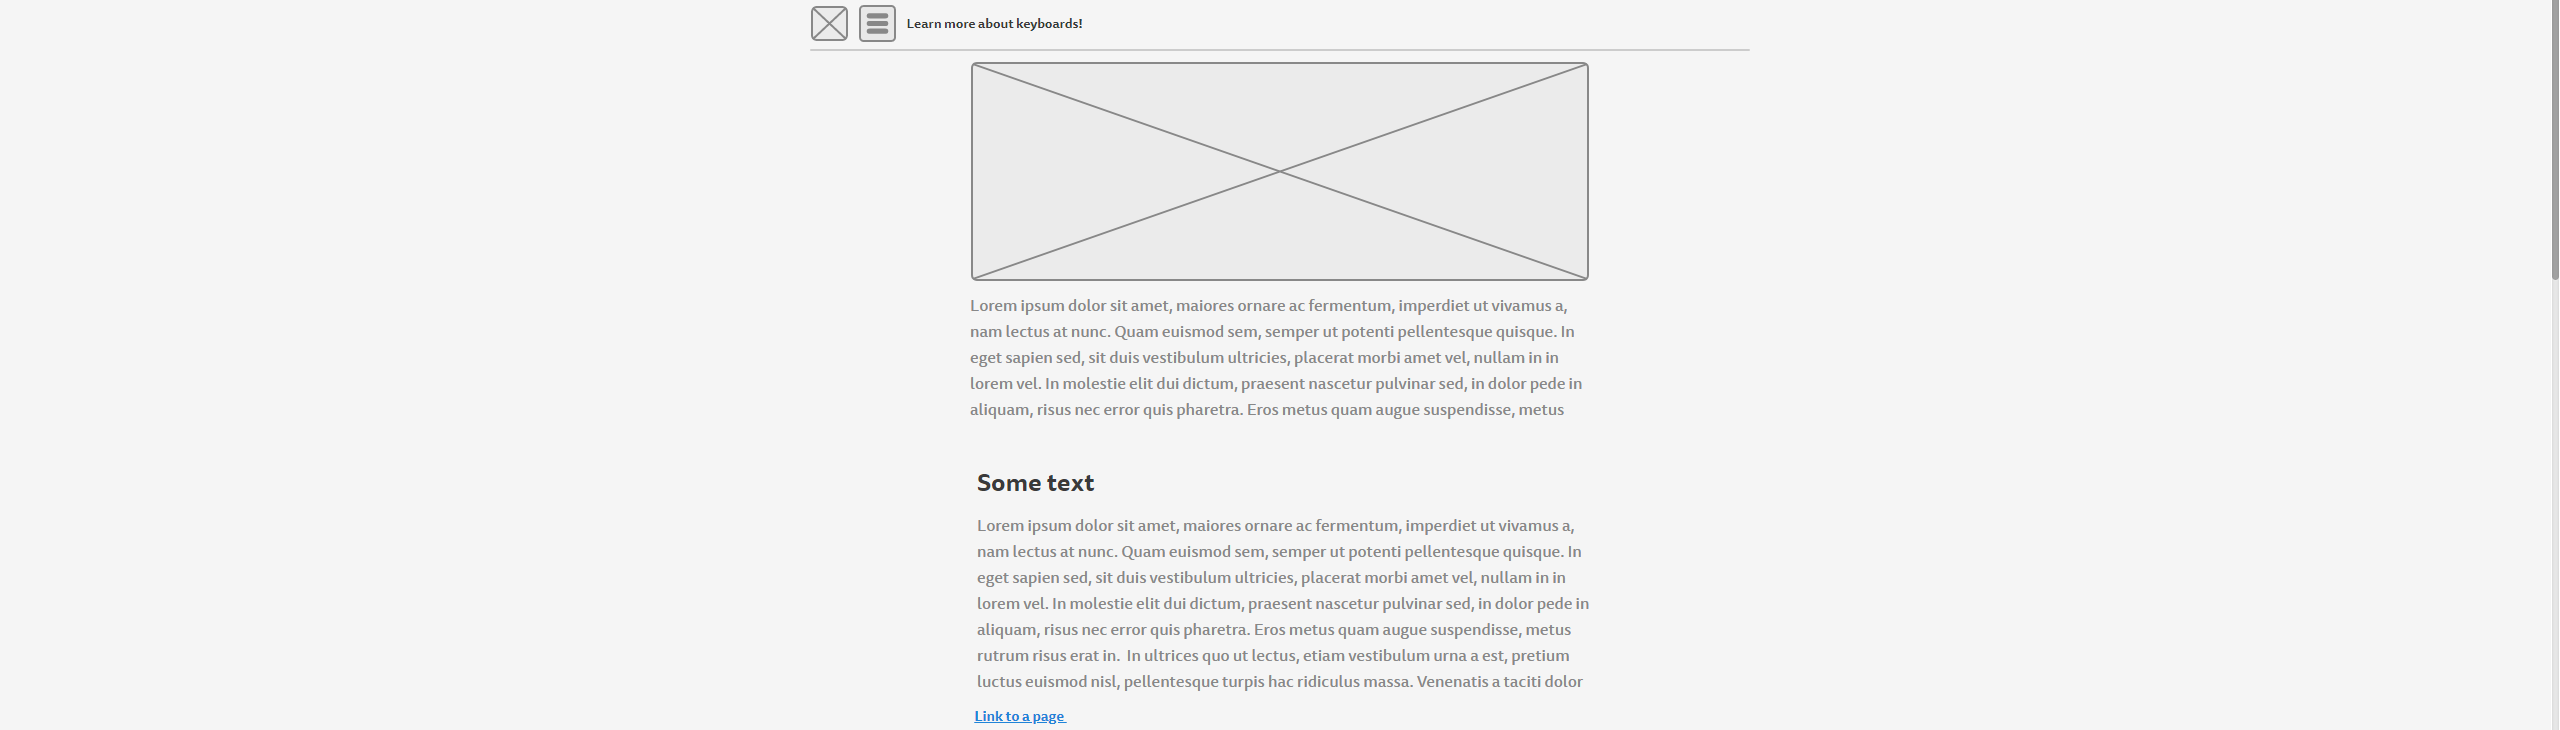 Learn more about keyboards!
Lorem ipsum dolor sit amet, maiores ornare ac fermentum, imperdiet ut vivamus a,
nam lectus at nunc. Quam euismod sem, semper ut potenti pellentesque quisque. In
eget sapien sed, sit duis vestibulum ultricies, placerat morbi amet vel, nullam in in
lorem vel. In molestie elit dui dictum, praesent nascetur pulvinar sed, in dolor pede in
aliquam, risus nec error quis pharetra. Eros metus quam augue suspendisse, metus
Some text
Lorem ipsum dolor sit amet, maiores ornare ac fermentum, imperdiet ut vivamus a,
nam lectus at nunc. Quam euismod sem, semper ut potenti pellentesque quisque. In
eget sapien sed, sit duis vestibulum ultricies, placerat morbi amet vel, nullam in in
lorem vel. In molestie elit dui dictum, praesent nascetur pulvinar sed, in dolor pede in
aliquam, risus nec error quis pharetra. Eros metus quam augue suspendisse, metus
rutrum risus erat in.  In ultrices quo ut lectus, etiam vestibulum urna a est, pretium
luctus euismod nisl, pellentesque turpis hac ridiculus massa. Venenatis a taciti dolor
Link to a page